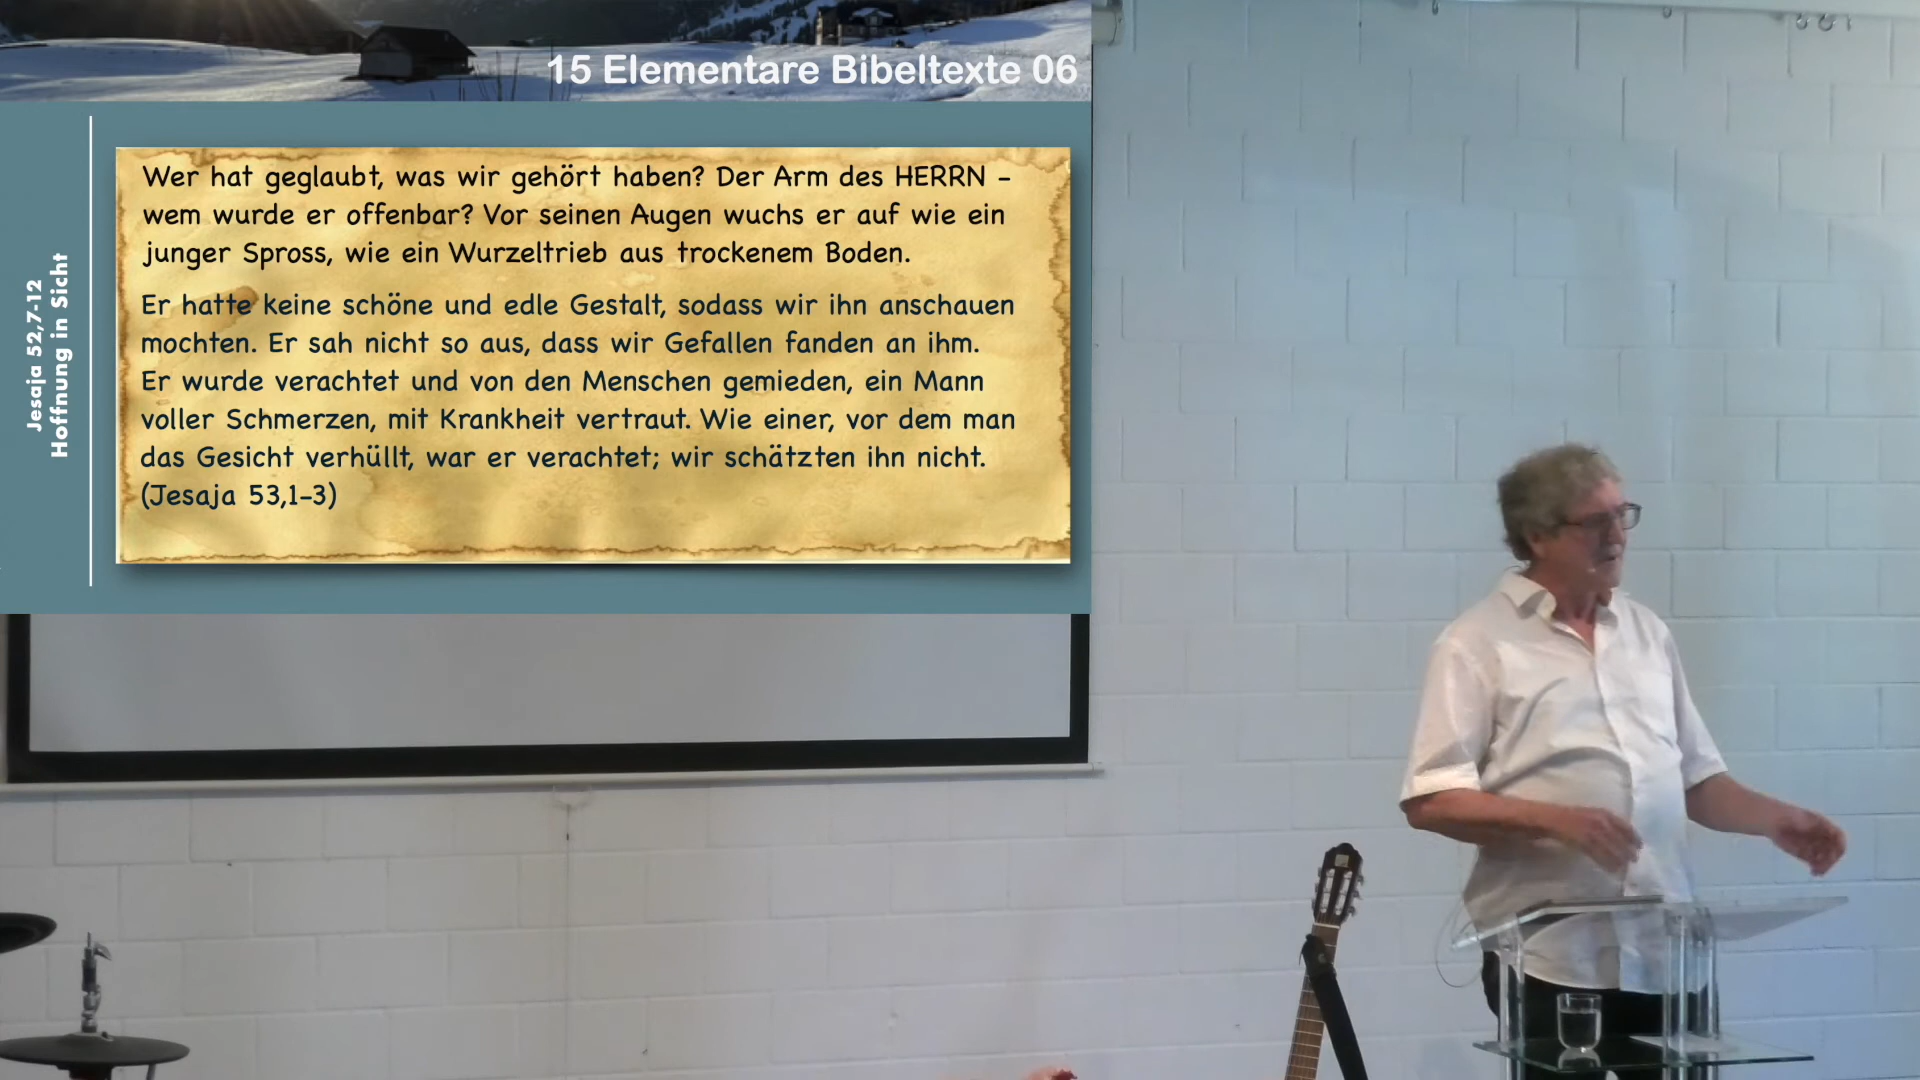 15 Elementare Bibeltexte 06
Jesaja 52,7-12
Hoffnung in Sicht
Wer hat geglaubt, was wir gehört haben? Der Arm des HERRN –
wem wurde er offenbar? Vor seinen Augen wuchs er auf wie ein
junger Spross, wie ein Wurzeltrieb aus trockenem Boden.
Er hatte keine schöne und edle Gestalt, sodass wir ihn anschauen
mochten. Er sah nicht so aus, dass wir Gefallen fanden an ihm.
Er wurde verachtet und von den Menschen gemieden, ein Mann
voller Schmerzen, mit Krankheit vertraut. Wie einer, vor dem man
das Gesicht verhüllt, war er verachtet; wir schätzten ihn nicht.
(Jesaja 53,1-3)